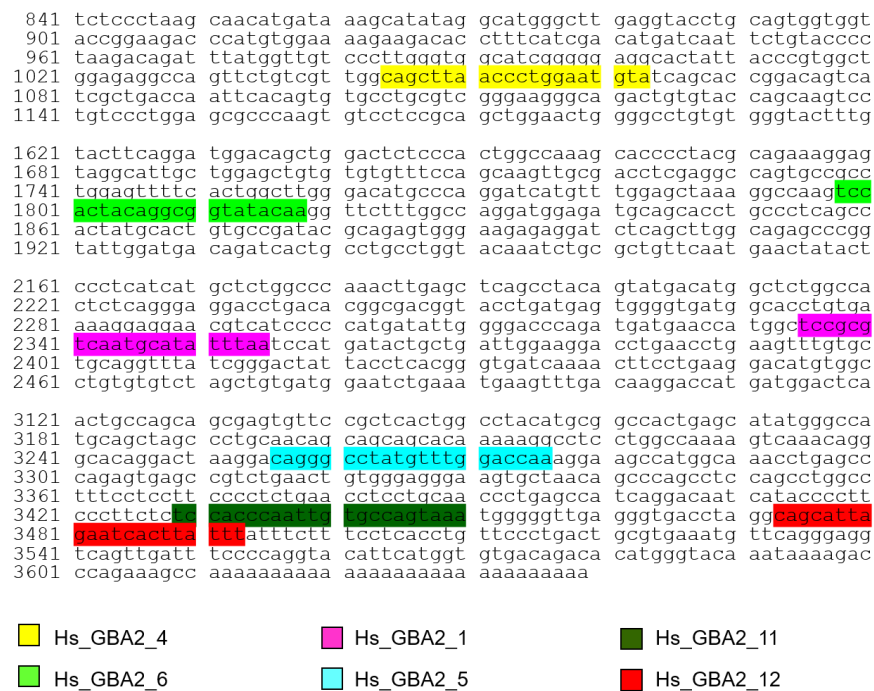 841 tctccctaag caacatgata aagcatatag gcatgggctt gaggtacctg cagtggtggt
901 accggaagac ccatgtggaa aagaagacac ctttcatcga catgatcaat tctgtacccc
961 taagacagat ttatggttgt cccttgggtg gcatcggggg aggcactatt acccgtggct
1021 ggagaggcca gttctgtcgt tggcagctta accctggaat gtatcagcac cggacagtca
1081 tcgctgacca attcacagtg tgcctgcgtc gggaagggca gactgtgtac cagcaagtcc
1141 tgtccctgga gcgcccaagt gtcctccgca gctggaactg gggcctgtgt gggtactttg
1621 tacttcagga tggacagctg gactctccca ctggccaaag cacccctacg cagaaaggag
1681 taggcattgc tggagctgtg tgtgtttcca gcaagttgcg acctcgaggc cagtgccgcc
1741 tggagttttc actggcttgg gacatgccca ggatcatgtt tggagctaaa ggccaagtcc
1801 actacaggcg gtatacaagg ttctttggcc aggatggaga tgcagcacct gccctcagcc
1861 actatgcact gtgccgatac gcagagtggg aagagaggat ctcagcttgg cagagcccgg
1921 tattggatga cagatcactg cctgcctggt acaaatctgc gctgttcaat gaactatact
2161 cccctcatcat gctctggccc aaacttgagc tcagcctaca gtatgacatg gctctggcca
2221 ctctcaggga ggacctgaca cggcgacggt acctgatgag tggggtgatg gcacctgtga
2281 aaaggaggaa cgtcatcccc catgatattg gggacccaga tgatgaacca tggctccgcg
2341 tcaatgcata tttaatccat gatactgctg attggaagga cctgaacctg aagtttgtgc
2401 tgcaggttta tcgggactat tacctcacgg gtgatcaaaa cttcctgaag gacatgtggc
2461 ctgtgtgtct agctgtgatg gaatctgaaa tgaagtttga caaggaccat gatggactca
3121 actgccagca gcgagtgttc cgctcactgg cctacatgcg gccactgagc atatgggcca
3181 tgcagctagc cctgcaacag cagcagcaca aaaaggcctc ctggccaaaa gtcaaacagg
3241 gcacaggact aaggacaggg cctatgtttg gaccaaagga agccatggca aacctgagcc
3301 cagagtgagc cgtctgaact gtgggaggga agtgctaaca gcccagcctc cagcctggcc
3361 tttcctcctt cccctctgaa cctcctgcaa ccctgagcca tcaggacaat cataccccтt
3421 cccttctctc cacccaattg tgccagtaaa tgggggttga gggtgaccta ggcagcatta
3481 gaatcactta tttatttctt tcctcacctg ttccctgact gcgtgaaatg ttcagggagg
3541 tcagttgatt tccccaggta cattcatggt gtgacagaca catgggtaca aataaaagac
3601 ccagaaagcc aaaaaaaaaa aaaaaaaaaa aaaaaaaaa
Hs_GBA2_4 Hs_GBA2_1 Hs_GBA2_11
Hs_GBA2_6 Hs_GBA2_5 Hs_GBA2_12